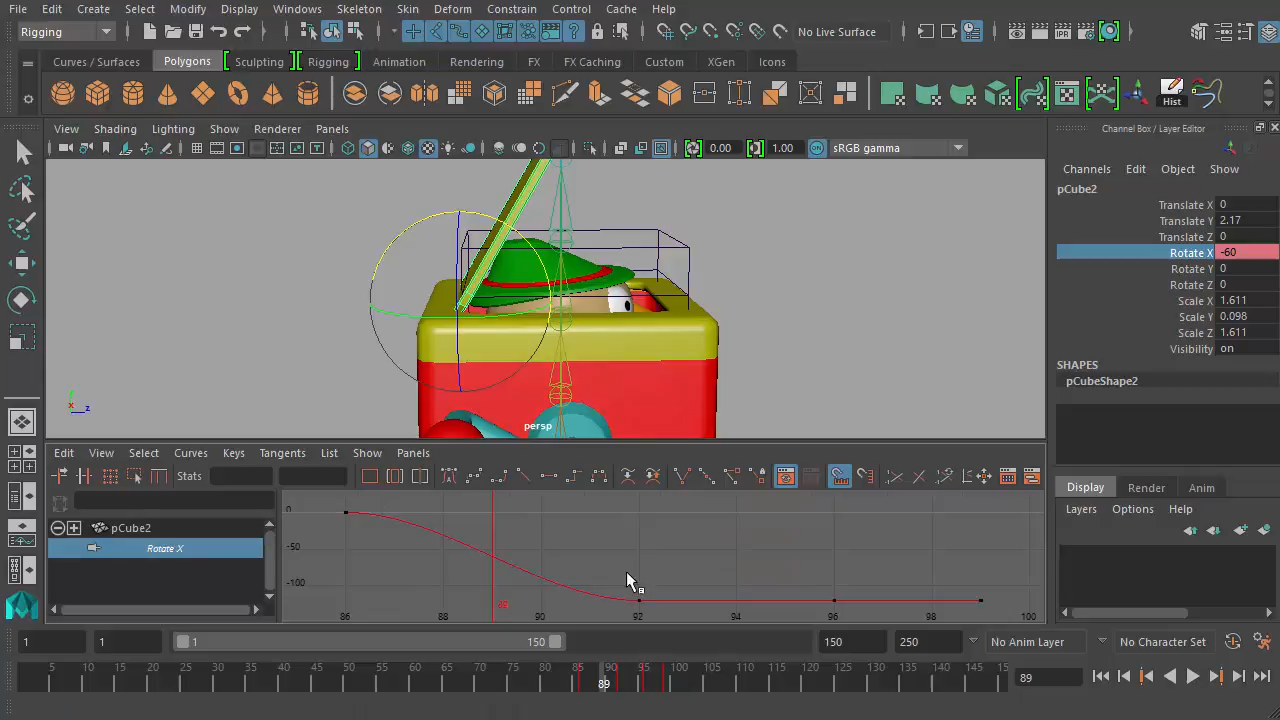 File Edit Create Select Modify Display Windows Skeleton Skin Deform Constrain Control Cache Help
Rigging No Live Surface
Curves / Surfaces Polygons Sculpting Rigging Animation Rendering FX FX Caching Custom XGen Icons
Hist
View Shading Lighting Show Renderer Panels
0.00 1.00 ON sRGB gamma
Channel Box / Layer Editor
Channels Edit Object Show
pCube2
Translate X 0
Translate Y 2.17
Translate Z 0
Rotate X -60
Rotate Y 0
Rotate Z 0
Scale X 1.611
Scale Y 0.098
Scale Z 1.611
Visibility on
SHAPES
pCubeShape2
x z
persp
Edit View Select Curves Keys Tangents List Show Panels
Stats
pCube2
Rotate X
0
-50
-100
86 88 90 92 94 96 98 100
89
Display Render Anim
Layers Options Help
1 1 1 150 150 250 No Anim Layer No Character Set
5 10 15 20 25 30 35 40 45 50 55 60 65 70 75 80 85 90 95 100 105 110 115 120 125 130 135 140 145 15
89 89